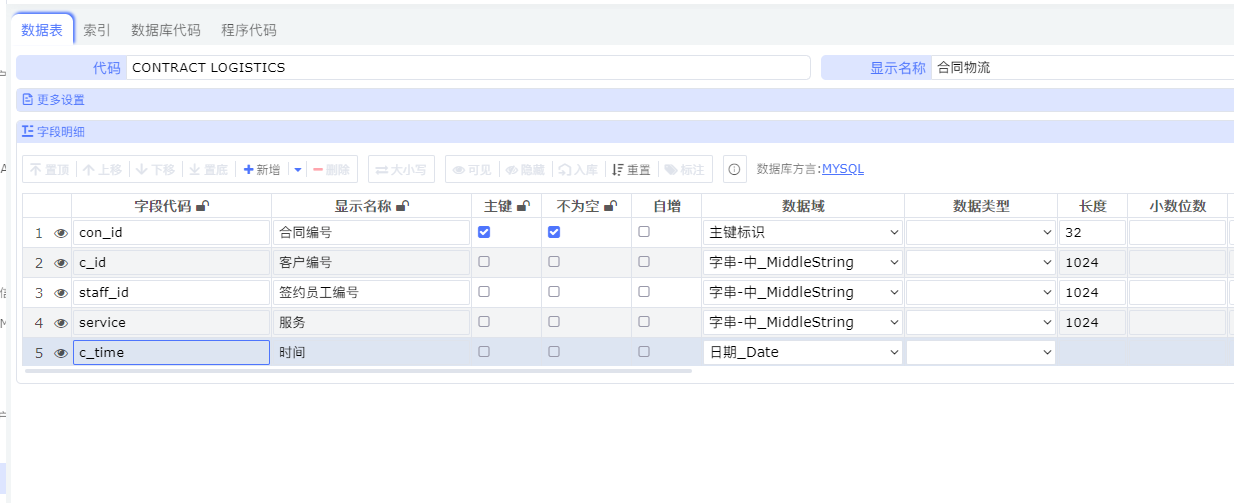 数据表 索引 数据库代码 程序代码
代码 CONTRACT LOGISTICS 显示名称 合同物流
更多设置
字段明细
置顶 上移 下移 置底 新增 删除 大小写 可见 隐藏 入库 重置 标注 数据库方言:MYSQL
字段代码 显示名称 主键 不为空 自增 数据域 数据类型 长度 小数位数
1 con_id 合同编号 主键标识 32
2 c_id 客户编号 字串-中_MiddleString 1024
3 staff_id 签约员工编号 字串-中_MiddleString 1024
4 service 服务 字串-中_MiddleString 1024
5 c_time 时间 日期_Date